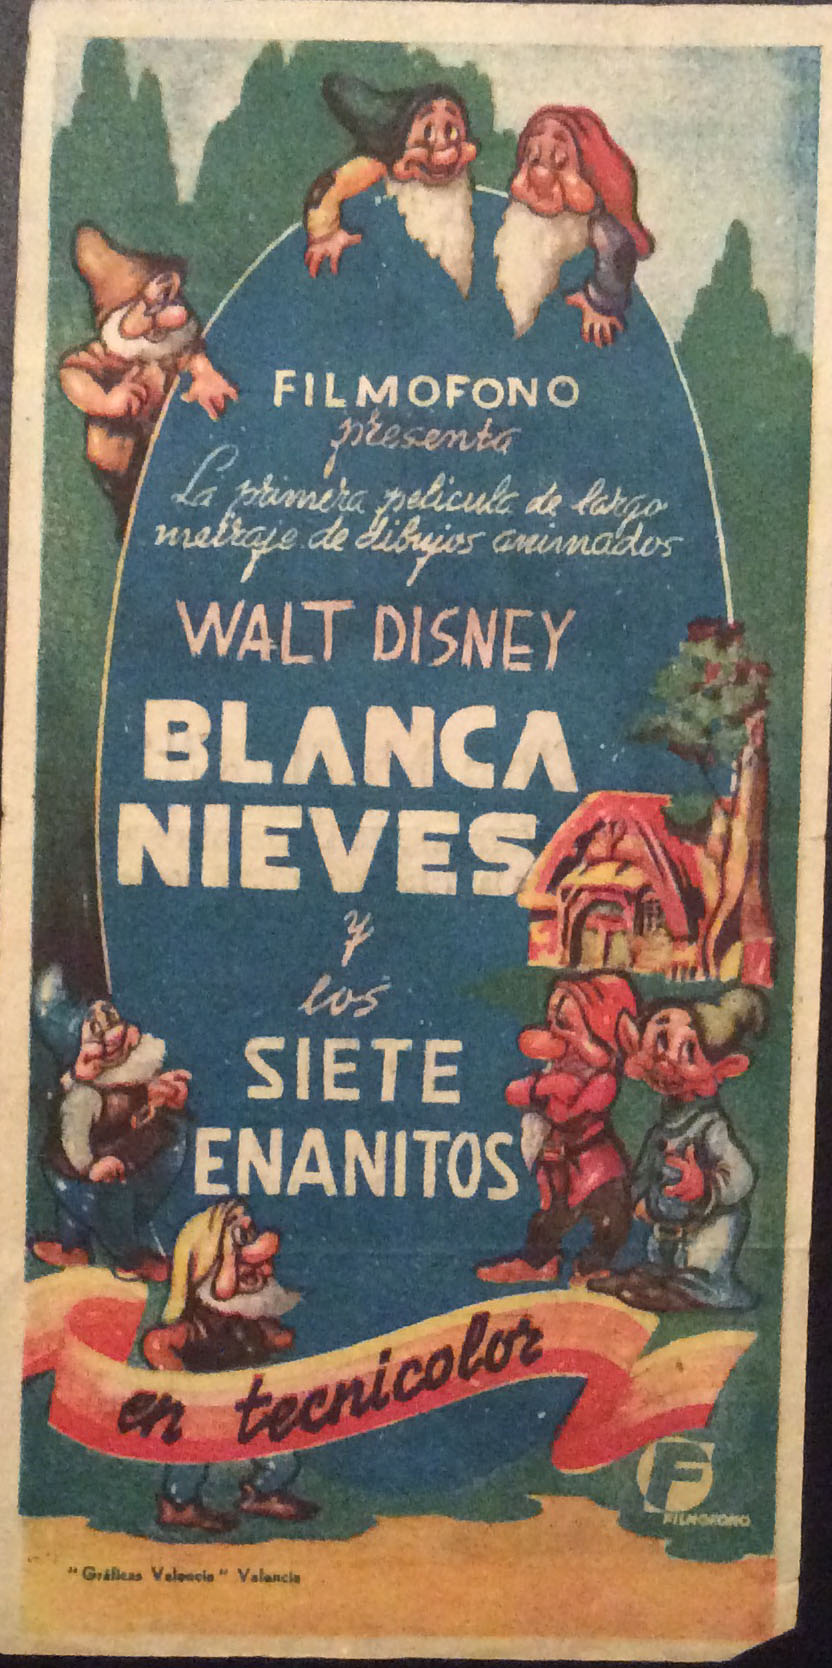 FILMOFONO
presenta
La primera pelicula de largo
metraje de dibujos animados
WALT DISNEY
BLANCA
NIEVES
y
los
SIETE
ENANITOS
en tecnicolor
F
FILMOFONO
"Gráficas Valencia" Valencia